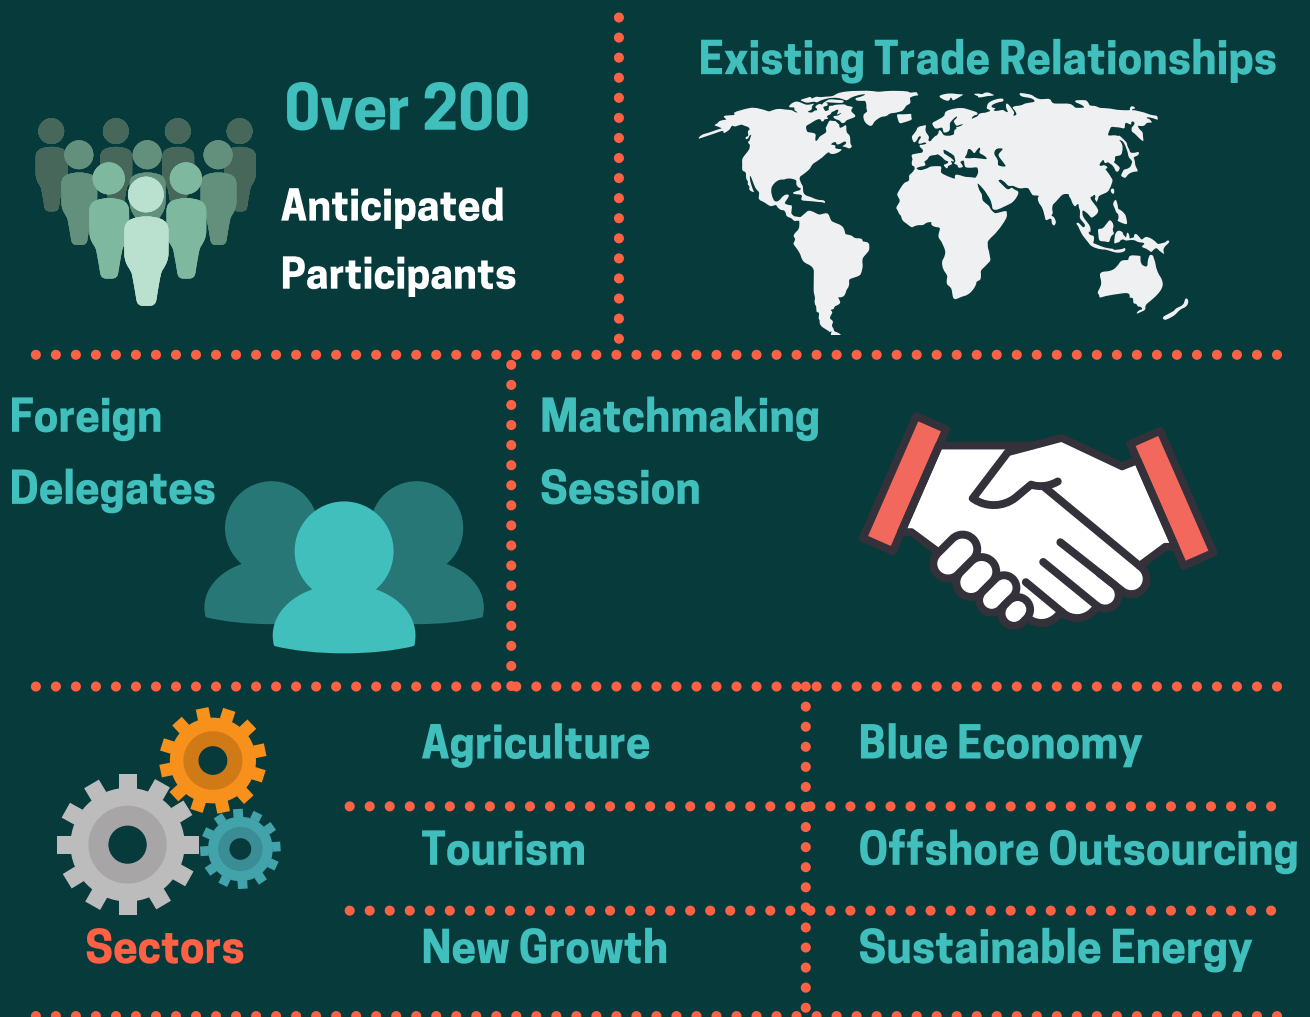 Over 200
Anticipated
Participants
Existing Trade Relationships
Foreign
Delegates
Matchmaking
Session
Sectors
Agriculture
Blue Economy
Tourism
Offshore Outsourcing
New Growth
Sustainable Energy